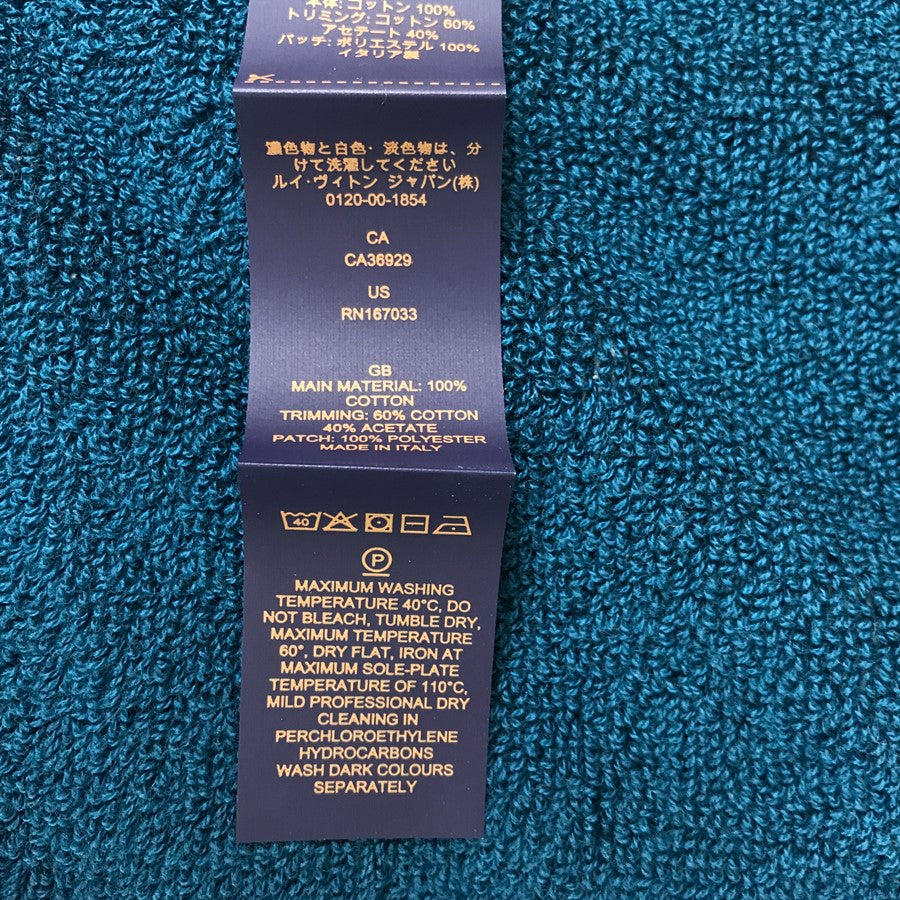 本体: コットン 100%
トリミング: コットン 60%
アセテート 40%
パッチ: ポリエステル 100%
イタリア製
濃色物と白色・淡色物は、分
けて洗濯してください
ルイ・ヴィトン ジャパン(株)
0120-00-1854
CA
CA36929
US
RN167033
GB
MAIN MATERIAL: 100%
COTTON
TRIMMING: 60% COTTON
40% ACETATE
PATCH: 100% POLYESTER
MADE IN ITALY
40
P
MAXIMUM WASHING
TEMPERATURE 40°C, DO
NOT BLEACH, TUMBLE DRY,
MAXIMUM TEMPERATURE
60°, DRY FLAT, IRON AT
MAXIMUM SOLE-PLATE
TEMPERATURE OF 110°C,
MILD PROFESSIONAL DRY
CLEANING IN
PERCHLOROETHYLENE
HYDROCARBONS
WASH DARK COLOURS
SEPARATELY